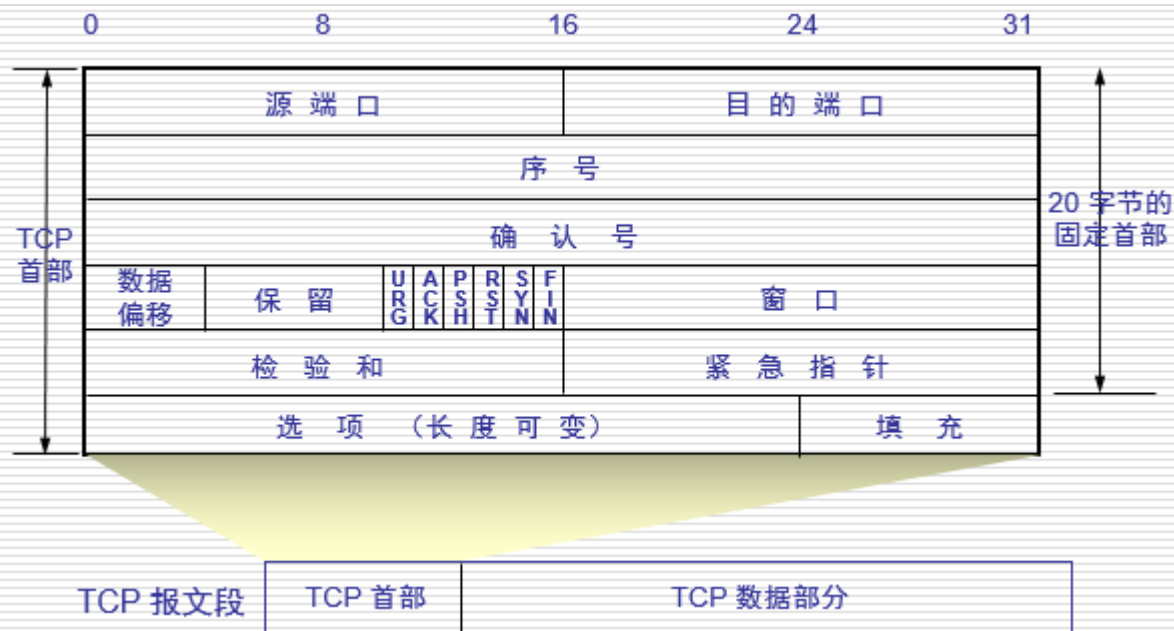 0 8 16 24 31
源端口 目的端口
序号
确认号
20 字节的
固定首部
TCP
首部
数据
偏移
保留
URG ACK PSH RST SYN FIN
窗口
检验和 紧急指针
选项（长度可变） 填充
TCP 报文段 TCP 首部 TCP 数据部分